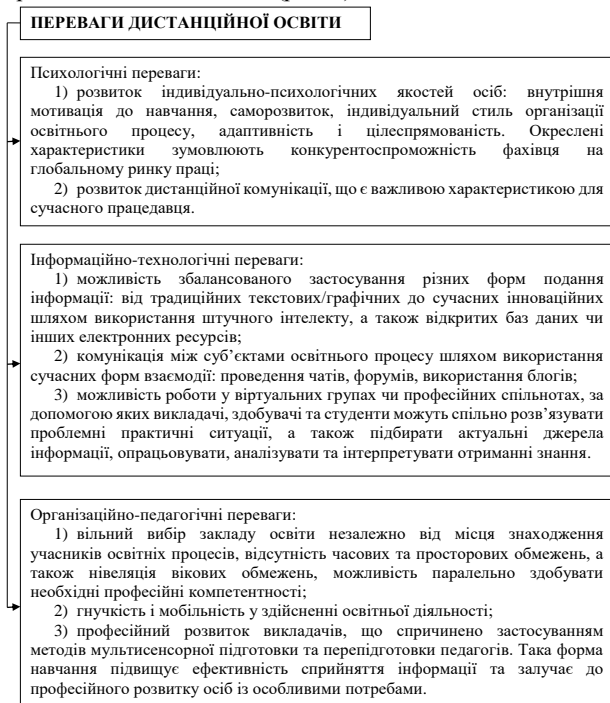 ПЕРЕВАГИ ДИСТАНЦІЙНОЇ ОСВІТИ
Психологічні переваги:
1) розвиток індивідуально-психологічних якостей осіб: внутрішня
мотивація до навчання, саморозвиток, індивідуальний стиль організації
освітнього процесу, адаптивність і цілеспрямованість. Окреслені
характеристики зумовлюють конкурентоспроможність фахівця на
глобальному ринку праці;
2) розвиток дистанційної комунікації, що є важливою характеристикою для
сучасного працедавця.
Інформаційно-технологічні переваги:
1) можливість збалансованого застосування різних форм подання
інформації: від традиційних текстових/графічних до сучасних інноваційних
шляхом використання штучного інтелекту, а також відкритих баз даних чи
інших електронних ресурсів;
2) комунікація між суб’єктами освітнього процесу шляхом використання
сучасних форм взаємодії: проведення чатів, форумів, використання блогів;
3) можливість роботи у віртуальних групах чи професійних спільнотах, за
допомогою яких викладачі, здобувачі та студенти можуть спільно розв’язувати
проблемні практичні ситуації, а також підбирати актуальні джерела
інформації, опрацьовувати, аналізувати та інтерпретувати отриманні знання.
Організаційно-педагогічні переваги:
1) вільний вибір закладу освіти незалежно від місця знаходження
учасників освітніх процесів, відсутність часових та просторових обмежень, а
також нівеляція вікових обмежень, можливість паралельно здобувати
необхідні професійні компетентності;
2) гнучкість і мобільність у здійсненні освітньої діяльності;
3) професійний розвиток викладачів, що спричинено застосуванням
методів мультисенсорної підготовки та перепідготовки педагогів. Така форма
навчання підвищує ефективність сприйняття інформації та залучає до
професійного розвитку осіб із особливими потребами.